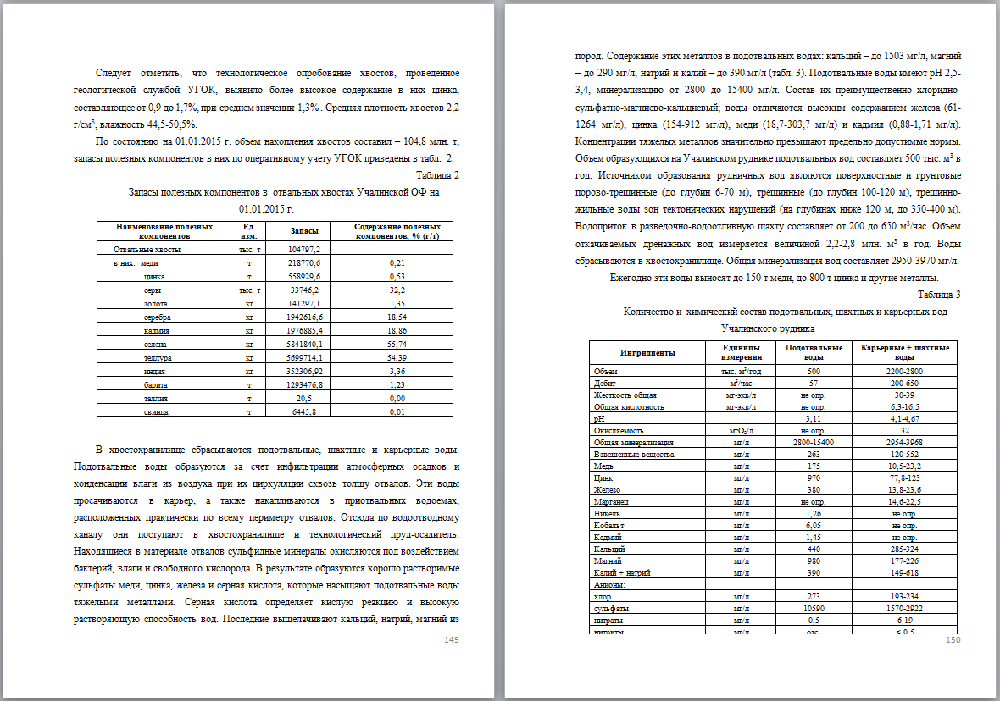 Следует отметить, что технологическое опробование хвостов, проведенное
геологической службой УГОК, выявило более высокое содержание в них цинка,
составляющее от 0,9 до 1,7%, при среднем значении 1,3% . Средняя плотность хвостов 2,2
г/см³, влажность 44,5-50,5%.
По состоянию на 01.01.2015 г. объем накопления хвостов составил – 104,8 млн. т,
запасы полезных компонентов в них по оперативному учету УГОК приведены в табл. 2.
Таблица 2
Запасы полезных компонентов в отвальных хвостах Учалинской ОФ на
01.01.2015 г.
Наименование полезных компонентов Ед. изм. Запасы Содержание полезных компонентов, % (г/т)
Отвальные хвосты тыс. т 104797,2
в них: меди т 218770,6 0,21
цинка т 558929,6 0,53
серы тыс. т 33746,2 32,2
золота кг 141297,1 1,35
серебра кг 1942616,6 18,54
кадмия кг 1976885,4 18,86
селена кг 5841840,1 55,74
теллура кг 5699714,1 54,39
индия кг 352306,92 3,36
барита т 1293476,8 1,23
таллия т 20,5 0,00
свинца т 6445,8 0,01
В хвостохранилище сбрасываются подотвальные, шахтные и карьерные воды.
Подотвальные воды образуются за счет инфильтрации атмосферных осадков и
конденсации влаги из воздуха при их циркуляции сквозь толщу отвалов. Эти воды
просачиваются в карьер, а также накапливаются в приотвальных водоемах,
расположенных практически по всему периметру отвалов. Отсюда по водоотводному
каналу они поступают в хвостохранилище и технологический пруд-осадитель.
Находящиеся в материале отвалов сульфидные минералы окисляются под воздействием
бактерий, влаги и свободного кислорода. В результате образуются хорошо растворимые
сульфаты меди, цинка, железа и серная кислота, которые насыщают подотвальные воды
тяжелыми металлами. Серная кислота определяет кислую реакцию и высокую
растворяющую способность вод. Последние выщелачивают кальций, натрий, магний из
149
пород. Содержание этих металлов в подотвальных водах: кальций – до 1503 мг/л, магний
– до 290 мг/л, натрий и калий – до 390 мг/л (табл. 3). Подотвальные воды имеют pH 2,5-
3,4, минерализацию от 2800 до 15400 мг/л. Состав их преимущественно хлоридно-
сульфатно-магниево-кальциевый; воды отличаются высоким содержанием железа (61-
1264 мг/л), цинка (154-912 мг/л), меди (18,7-303,7 мг/л) и кадмия (0,88-1,71 мг/л).
Концентрации тяжелых металлов значительно превышают предельно допустимые нормы.
Объем образующихся на Учалинском руднике подотвальных вод составляет 500 тыс. м³ в
год. Источником образования рудничных вод являются поверхностные и грунтовые
порово-трещинные (до глубин 6-70 м), трещинные (до глубин 100-120 м), трещинно-
жильные воды зон тектонических нарушений (на глубинах ниже 120 м, до 350-400 м).
Водоприток в разведочно-водоотливную шахту составляет от 200 до 650 м³/час. Объем
откачиваемых дренажных вод измеряется величиной 2,2-2,8 млн. м³ в год. Воды
сбрасываются в хвостохранилище. Общая минерализация вод составляет 2950-3970 мг/л.
Ежегодно эти воды выносят до 150 т меди, до 800 т цинка и другие металлы.
Таблица 3
Количество и химический состав подотвальных, шахтных и карьерных вод
Учалинского рудника
Ингридиенты Единицы измерения Подотвальные воды Карьерные + шахтные воды
Объем тыс. м³/год 500 2200-2800
Дебит м³/час 57 200-650
Жесткость общая мг-экв/л не опр. 30-39
Общая кислотность мг-экв/л не опр. 6,3-16,5
pH 3,11 4,1-4,67
Окисляемость мгО₂/л не опр. 32
Общая минерализация мг/л 2800-15400 2954-3968
Взвешенные вещества мг/л 263 120-552
Медь мг/л 175 10,5-23,2
Цинк мг/л 970 77,8-123
Железо мг/л 380 13,8-23,6
Марганец мг/л не опр. 14,6-22,5
Никель мг/л 1,26 не опр.
Кобальт мг/л 6,05 не опр.
Кадмий мг/л 1,45 не опр.
Кальций мг/л 440 285-324
Магний мг/л 980 177-226
Калий + натрий мг/л 390 149-618
Анионы:
хлор мг/л 273 193-234
сульфаты мг/л 10590 1570-2922
нитраты мг/л 0,5 6-19
нитриты мг/л отс. < 0,5
150